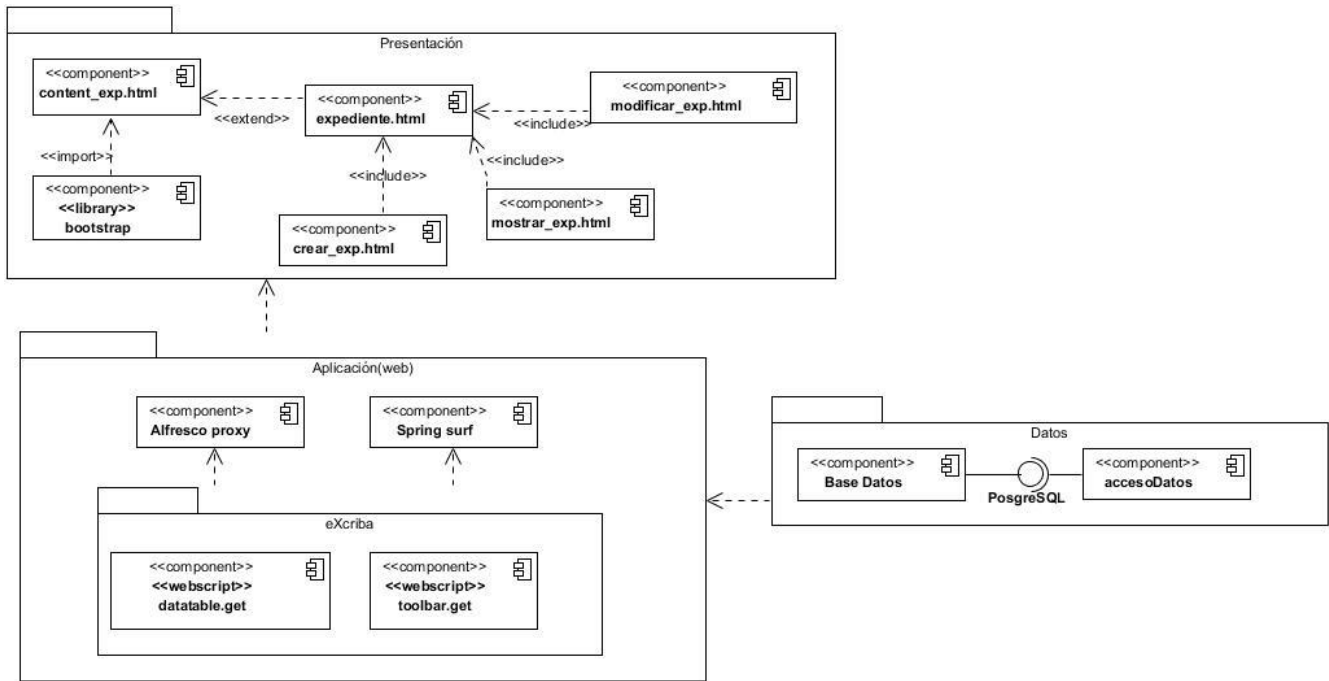 Presentación
<<component>>
content_exp.html
<<component>>
expediente.html
<<component>>
modificar_exp.html
<<extend>>
<<include>>
<<import>>
<<include>>
<<include>>
<<component>>
<<library>>
bootstrap
<<component>>
mostrar_exp.html
<<component>>
crear_exp.html
Aplicación(web)
<<component>>
Alfresco proxy
<<component>>
Spring surf
eXcriba
<<component>>
<<webscript>>
datatable.get
<<component>>
<<webscript>>
toolbar.get
Datos
<<component>>
Base Datos
PosgreSQL
<<component>>
accesoDatos